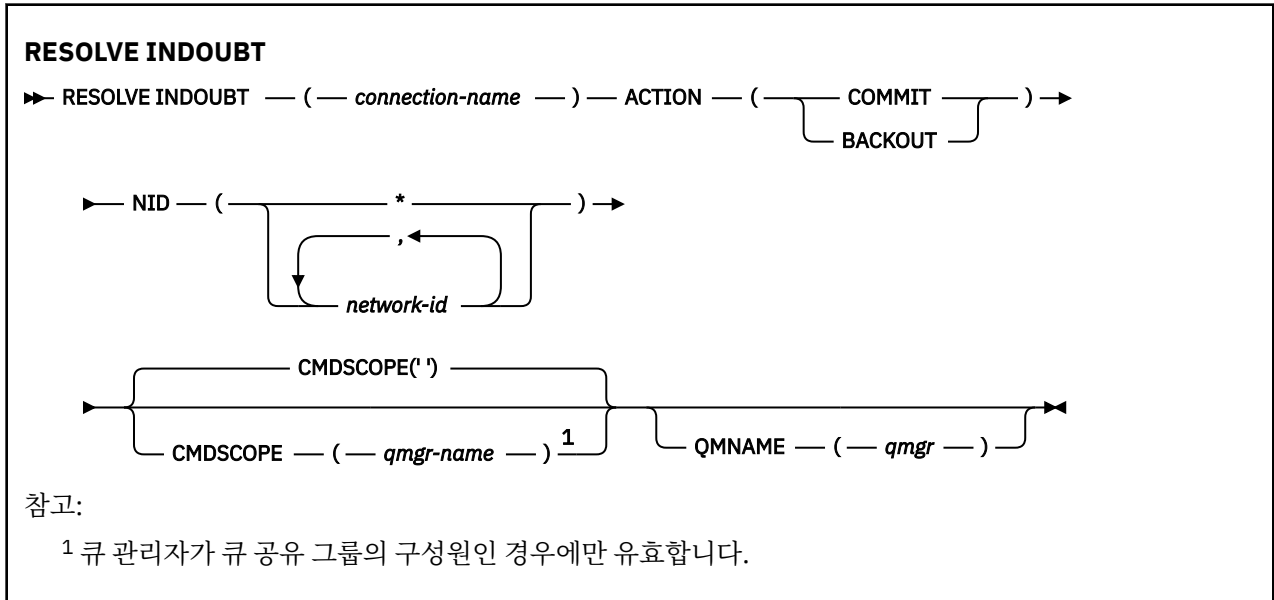 RESOLVE INDOUBT
RESOLVE INDOUBT ( connection-name ) ACTION ( COMMIT )
BACKOUT
NID ( * )
,
network-id
CMDSCOPE(' ')
CMDSCOPE ( qmgr-name ) 1 QMNAME ( qmgr )
참고:
1 큐 관리자가 큐 공유 그룹의 구성원인 경우에만 유효합니다.